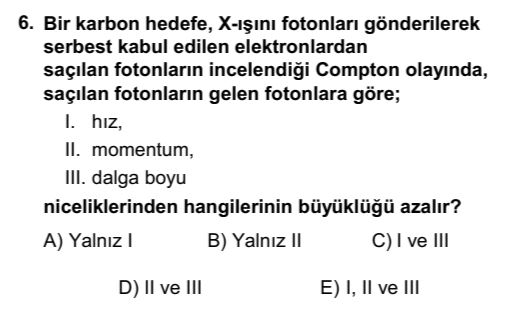 6. Bir karbon hedefe, X-ışını fotonları gönderilerek
serbest kabul edilen elektronlardan
saçılan fotonların incelendiği Compton olayında,
saçılan fotonların gelen fotonlara göre;
I. hız,
II. momentum,
III. dalga boyu
niceliklerinden hangilerinin büyüklüğü azalır?
A) Yalnız I B) Yalnız II C) I ve III
D) II ve III E) I, II ve III